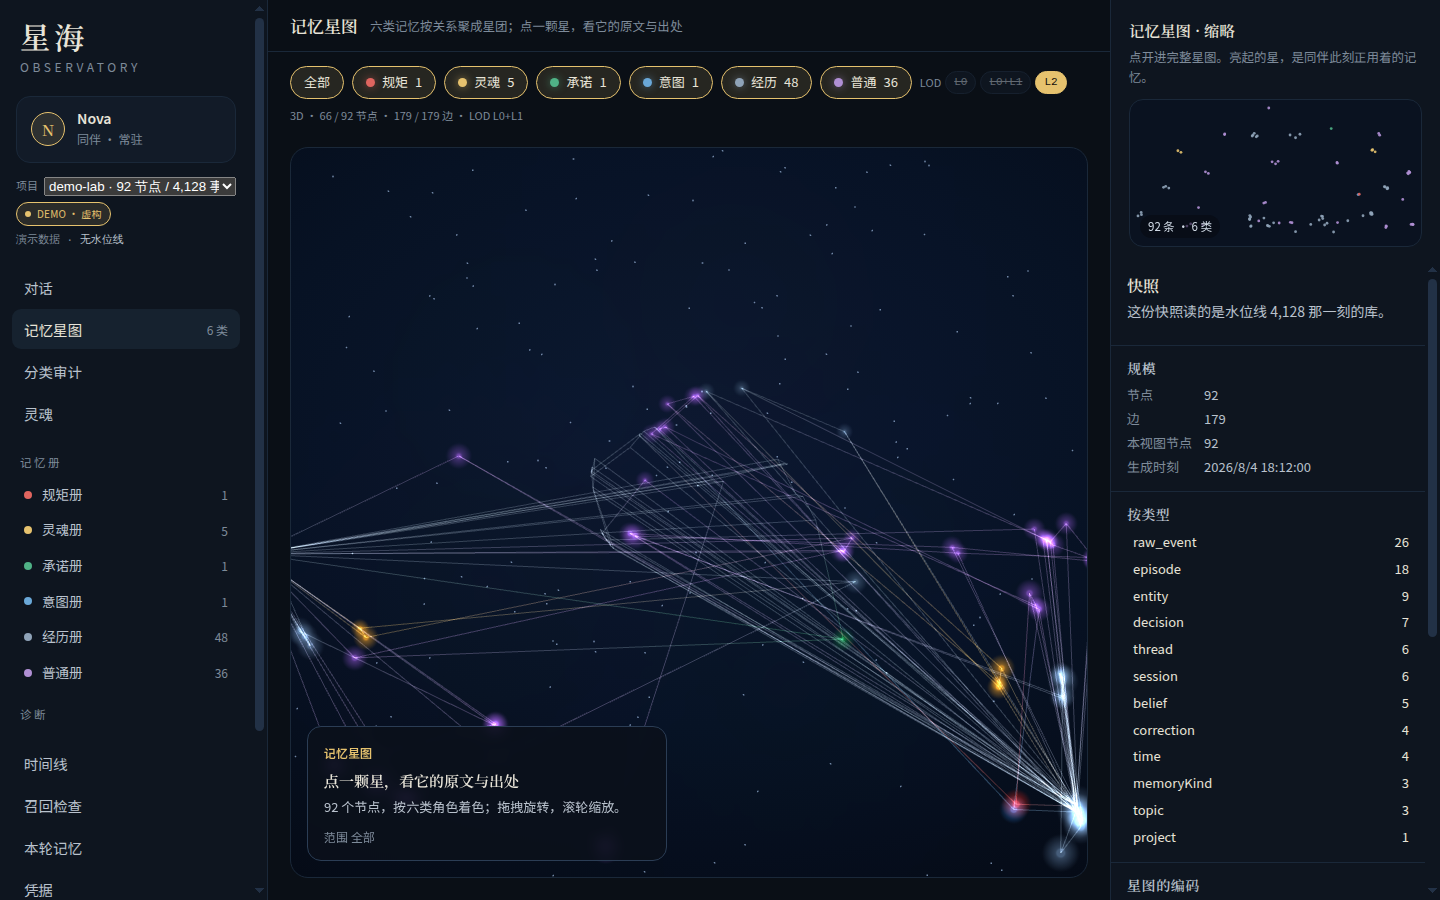 星海
OBSERVATORY
N
Nova
同伴 · 常驻
项目 demo-lab · 92 节点 / 4,128 事
DEMO · 虚构
演示数据 · 无水位线
对话
记忆星图 6 类
分类审计
灵魂
记忆册
规矩册 1
灵魂册 5
承诺册 1
意图册 1
经历册 48
普通册 36
诊断
时间线
召回检查
本轮记忆
凭据
记忆星图 六类记忆按关系聚成星团；点一颗星，看它的原文与出处
全部 规矩 1 灵魂 5 承诺 1 意图 1 经历 48 普通 36 LOD L0 L0+L1 L2
3D · 66 / 92 节点 · 179 / 179 边 · LOD L0+L1
记忆星图
点一颗星，看它的原文与出处
92 个节点，按六类角色着色；拖拽旋转，滚轮缩放。
范围 全部
记忆星图 · 缩略
点开进完整星图。亮起的星，是同伴此刻正用着的记
忆。
92 条 · 6 类
快照
这份快照读的是水位线 4,128 那一刻的库。
规模
节点 92
边 179
本视图节点 92
生成时刻 2026/8/4 18:12:00
按类型
raw_event 26
episode 18
entity 9
decision 7
thread 6
session 6
belief 5
correction 4
time 4
memoryKind 3
topic 3
project 1
星图的编码